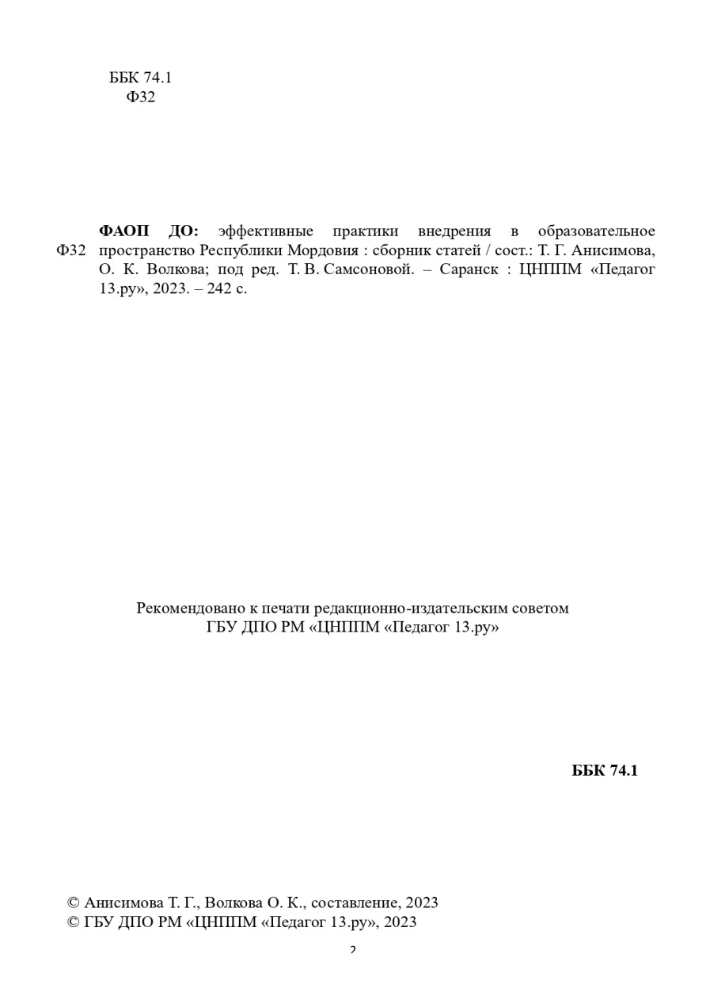 ББК 74.1
Ф32
ФАОП ДО: эффективные практики внедрения в образовательное
Ф32 пространство Республики Мордовия : сборник статей / сост.: Т. Г. Анисимова,
О. К. Волкова; под ред. Т. В. Самсоновой. – Саранск : ЦНППМ «Педагог
13.ру», 2023. – 242 с.
Рекомендовано к печати редакционно-издательским советом
ГБУ ДПО РМ «ЦНППМ «Педагог 13.ру»
ББК 74.1
© Анисимова Т. Г., Волкова О. К., составление, 2023
© ГБУ ДПО РМ «ЦНППМ «Педагог 13.ру», 2023
2